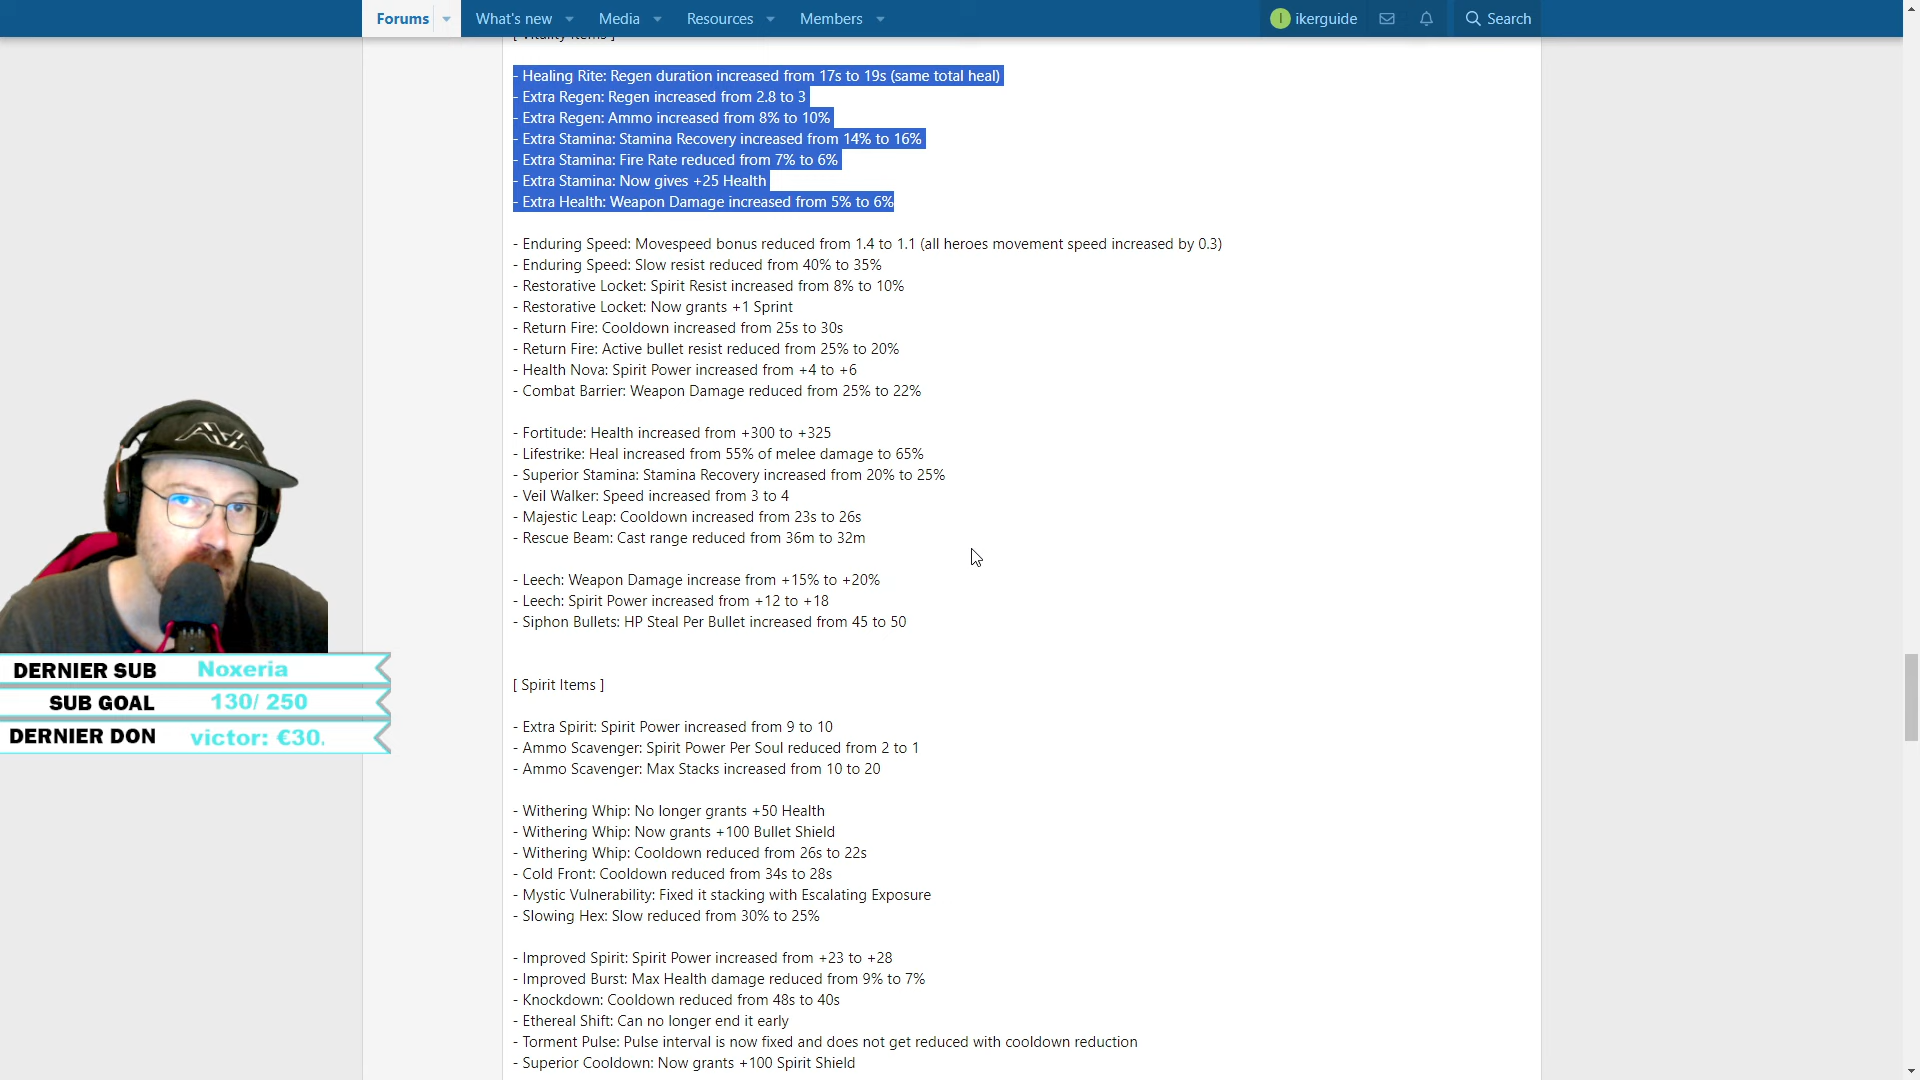 Forums
What's new
Media
Resources
Members
ikerguide
Search
[ Vitality Items ]
- Healing Rite: Regen duration increased from 17s to 19s (same total heal)
- Extra Regen: Regen increased from 2.8 to 3
- Extra Regen: Ammo increased from 8% to 10%
- Extra Stamina: Stamina Recovery increased from 14% to 16%
- Extra Stamina: Fire Rate reduced from 7% to 6%
- Extra Stamina: Now gives +25 Health
- Extra Health: Weapon Damage increased from 5% to 6%
- Enduring Speed: Movespeed bonus reduced from 1.4 to 1.1 (all heroes movement speed increased by 0.3)
- Enduring Speed: Slow resist reduced from 40% to 35%
- Restorative Locket: Spirit Resist increased from 8% to 10%
- Restorative Locket: Now grants +1 Sprint
- Return Fire: Cooldown increased from 25s to 30s
- Return Fire: Active bullet resist reduced from 25% to 20%
- Health Nova: Spirit Power increased from +4 to +6
- Combat Barrier: Weapon Damage reduced from 25% to 22%
- Fortitude: Health increased from +300 to +325
- Lifestrike: Heal increased from 55% of melee damage to 65%
- Superior Stamina: Stamina Recovery increased from 20% to 25%
- Veil Walker: Speed increased from 3 to 4
- Majestic Leap: Cooldown increased from 23s to 26s
- Rescue Beam: Cast range reduced from 36m to 32m
- Leech: Weapon Damage increase from +15% to +20%
- Leech: Spirit Power increased from +12 to +18
- Siphon Bullets: HP Steal Per Bullet increased from 45 to 50
[ Spirit Items ]
- Extra Spirit: Spirit Power increased from 9 to 10
- Ammo Scavenger: Spirit Power Per Soul reduced from 2 to 1
- Ammo Scavenger: Max Stacks increased from 10 to 20
- Withering Whip: No longer grants +50 Health
- Withering Whip: Now grants +100 Bullet Shield
- Withering Whip: Cooldown reduced from 26s to 22s
- Cold Front: Cooldown reduced from 34s to 28s
- Mystic Vulnerability: Fixed it stacking with Escalating Exposure
- Slowing Hex: Slow reduced from 30% to 25%
- Improved Spirit: Spirit Power increased from +23 to +28
- Improved Burst: Max Health damage reduced from 9% to 7%
- Knockdown: Cooldown reduced from 48s to 40s
- Ethereal Shift: Can no longer end it early
- Torment Pulse: Pulse interval is now fixed and does not get reduced with cooldown reduction
- Superior Cooldown: Now grants +100 Spirit Shield
DERNIER SUB Noxeria
SUB GOAL 130/ 250
DERNIER DON victor: €30.